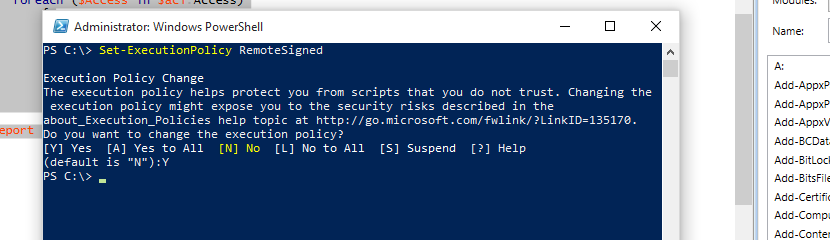 foreach ($Access in $acl.Access)
Administrator: Windows PowerShell
PS C:\> Set-ExecutionPolicy RemoteSigned
Execution Policy Change
The execution policy helps protect you from scripts that you do not trust. Changing the
execution policy might expose you to the security risks described in the
about_Execution_Policies help topic at http://go.microsoft.com/fwlink/?LinkID=135170.
Do you want to change the execution policy?
[Y] Yes  [A] Yes to All  [N] No  [L] No to All  [S] Suspend  [?] Help
(default is "N"):Y
PS C:\>
eport
Modules:
Name:
A:
Add-AppxP
Add-AppxP
Add-AppxV
Add-BCData
Add-BitLock
Add-BitsFile
Add-Certific
Add-Compu
Add-Conten